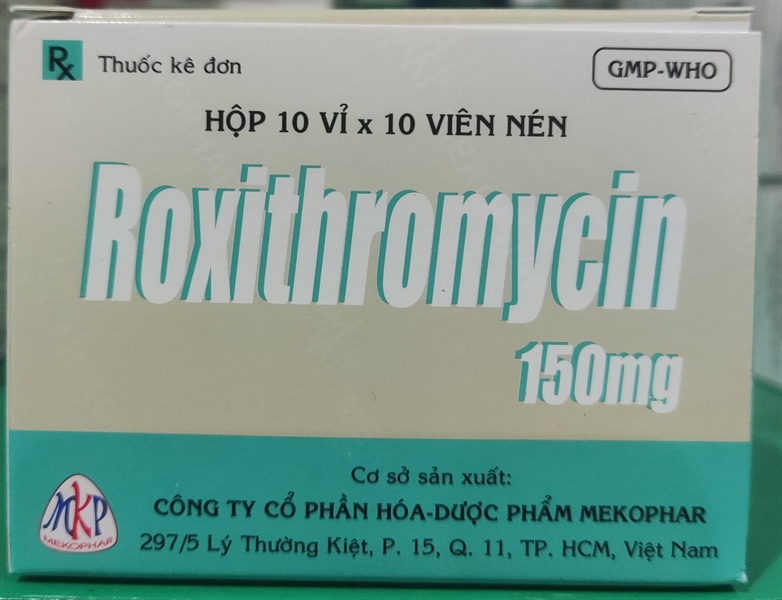 Rx Thuốc kê đơn
GMP-WHO
HỘP 10 VỈ x 10 VIÊN NÉN
Roxithromycin
150mg
Cơ sở sản xuất:
MKP
MEKOPHAR
CÔNG TY CỔ PHẦN HÓA-DƯỢC PHẨM MEKOPHAR
297/5 Lý Thường Kiệt, P. 15, Q. 11, TP. HCM, Việt Nam